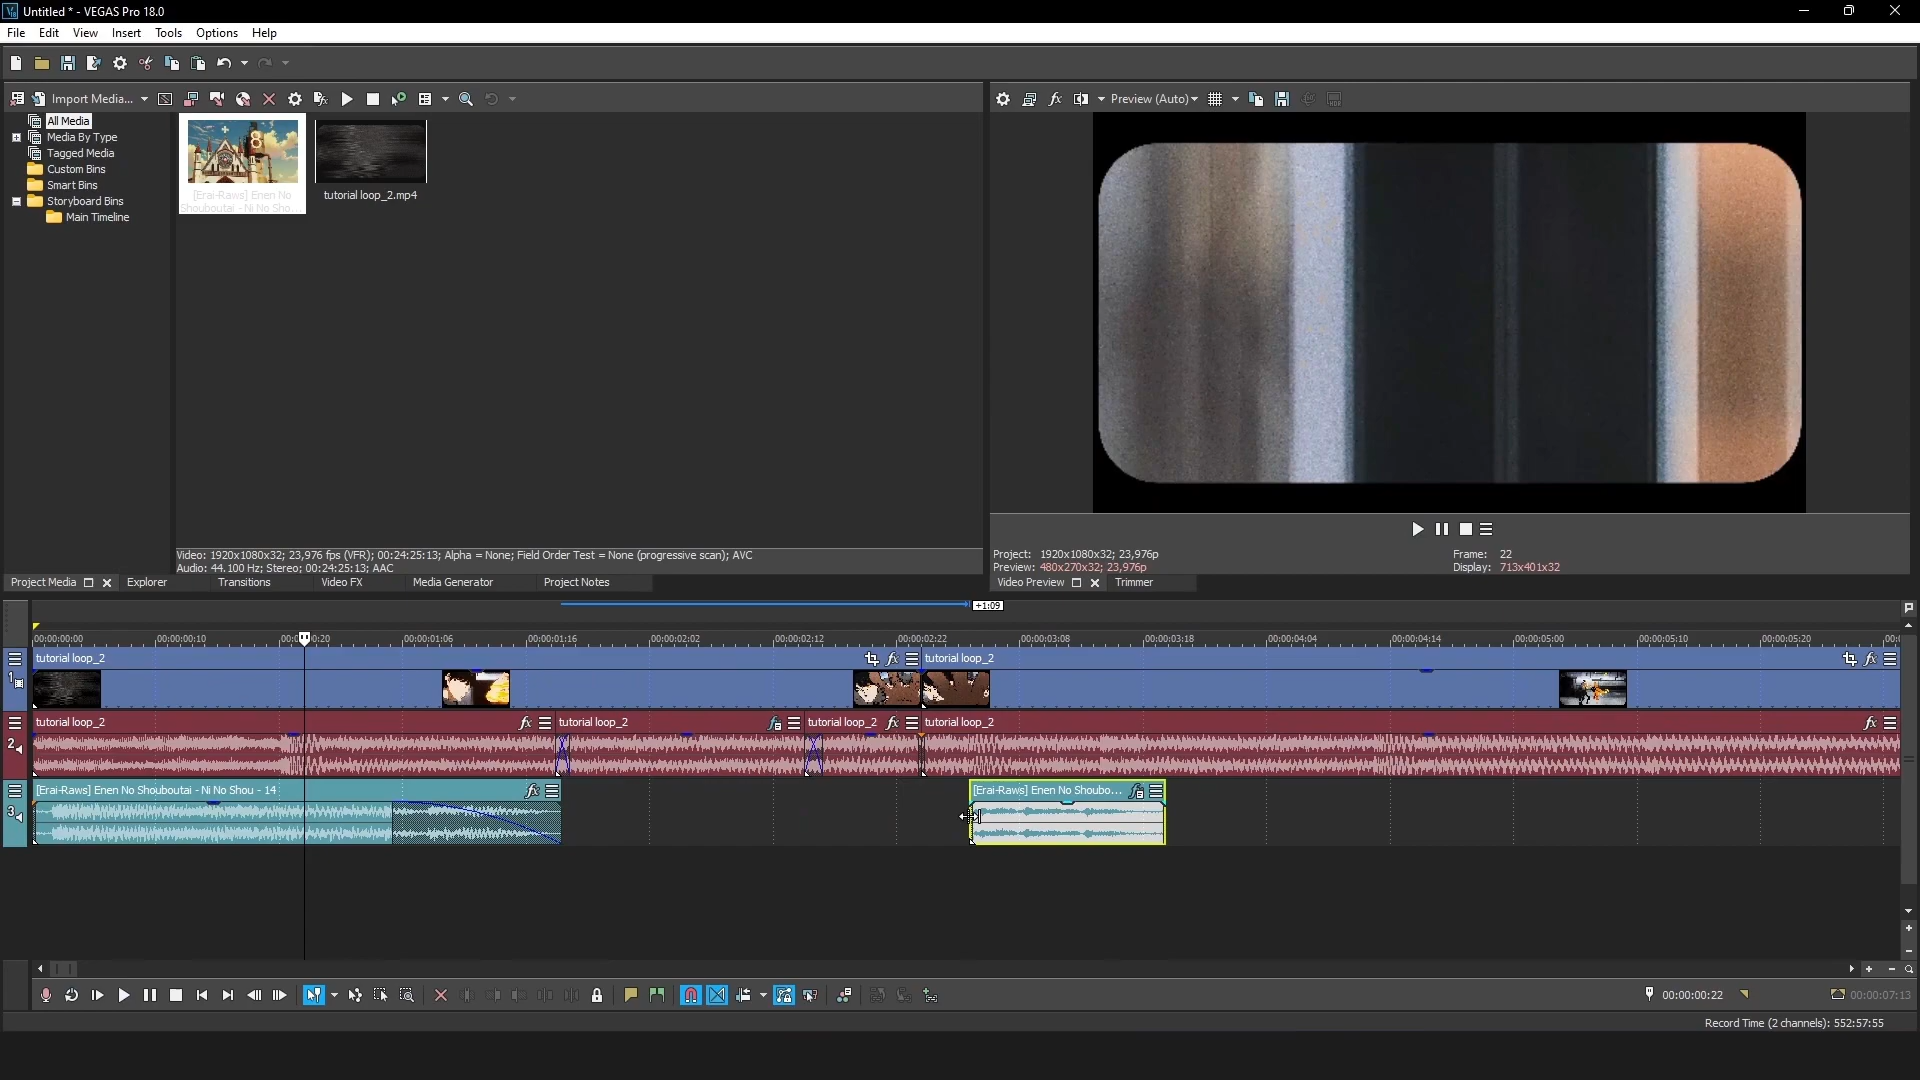 Untitled * - VEGAS Pro 18.0
File Edit View Insert Tools Options Help
Import Media... Preview (Auto)
All Media
Media By Type
Tagged Media
Custom Bins
Smart Bins
Storyboard Bins
Main Timeline
[Erai-Raws] Enen No
Shouboutai - Ni No Sho...
tutorial loop_2.mp4
Video: 1920x1080x32; 23,976 fps (VFR); 00:24:25:13; Alpha = None; Field Order Test = None (progressive scan); AVC
Audio: 44.100 Hz; Stereo; 00:24:25:13; AAC
Project: 1920x1080x32; 23,976p
Preview: 480x270x32; 23,976p
Frame: 22
Display: 713x401x32
Project Media Explorer Transitions Video FX Media Generator Project Notes Video Preview Trimmer
+1:09
00:00:00:00 00:00:00:10 00:00:00:20 00:00:01:06 00:00:01:16 00:00:02:02 00:00:02:12 00:00:02:22 00:00:03:08 00:00:03:18 00:00:04:04 00:00:04:14 00:00:05:00 00:00:05:10 00:00:05:20
1 tutorial loop_2 tutorial loop_2
2 tutorial loop_2 tutorial loop_2 tutorial loop_2 tutorial loop_2
3 [Erai-Raws] Enen No Shouboutai - Ni No Shou - 14 [Erai-Raws] Enen No Shoubo...
00:00:00:22 00:00:07:13
Record Time (2 channels): 552:57:55